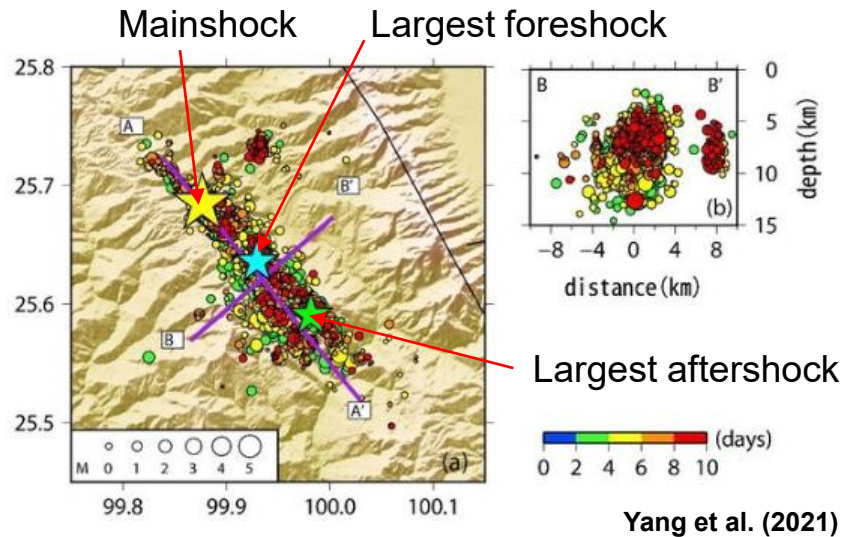 Mainshock
Largest foreshock
25.8
25.7
25.6
25.5
A
B'
B
A'
M 0 1 2 3 4 5
(a)
99.8 99.9 100.0 100.1
B B'
0
5
10
15
depth(km)
(b)
-8 -4 0 4 8
distance(km)
Largest aftershock
(days)
0 2 4 6 8 10
Yang et al. (2021)